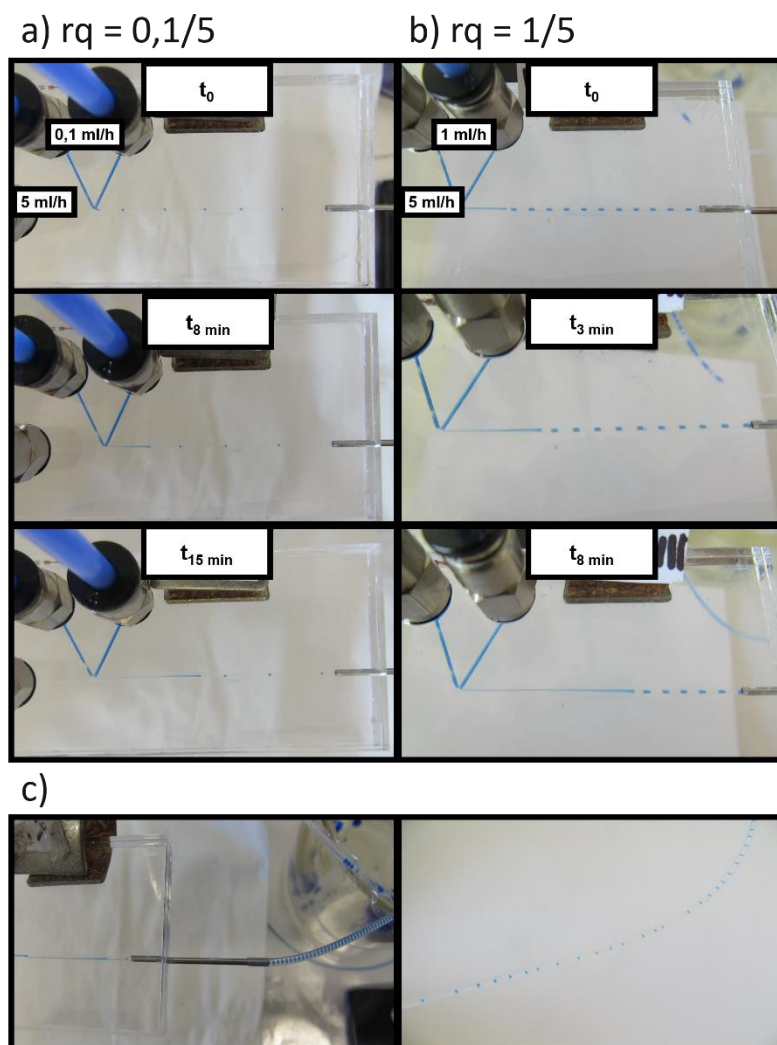 a) rq = 0,1/5
b) rq = 1/5
t0
0,1 ml/h
5 ml/h
t0
1 ml/h
5 ml/h
t8 min
t3 min
t15 min
t8 min
c)